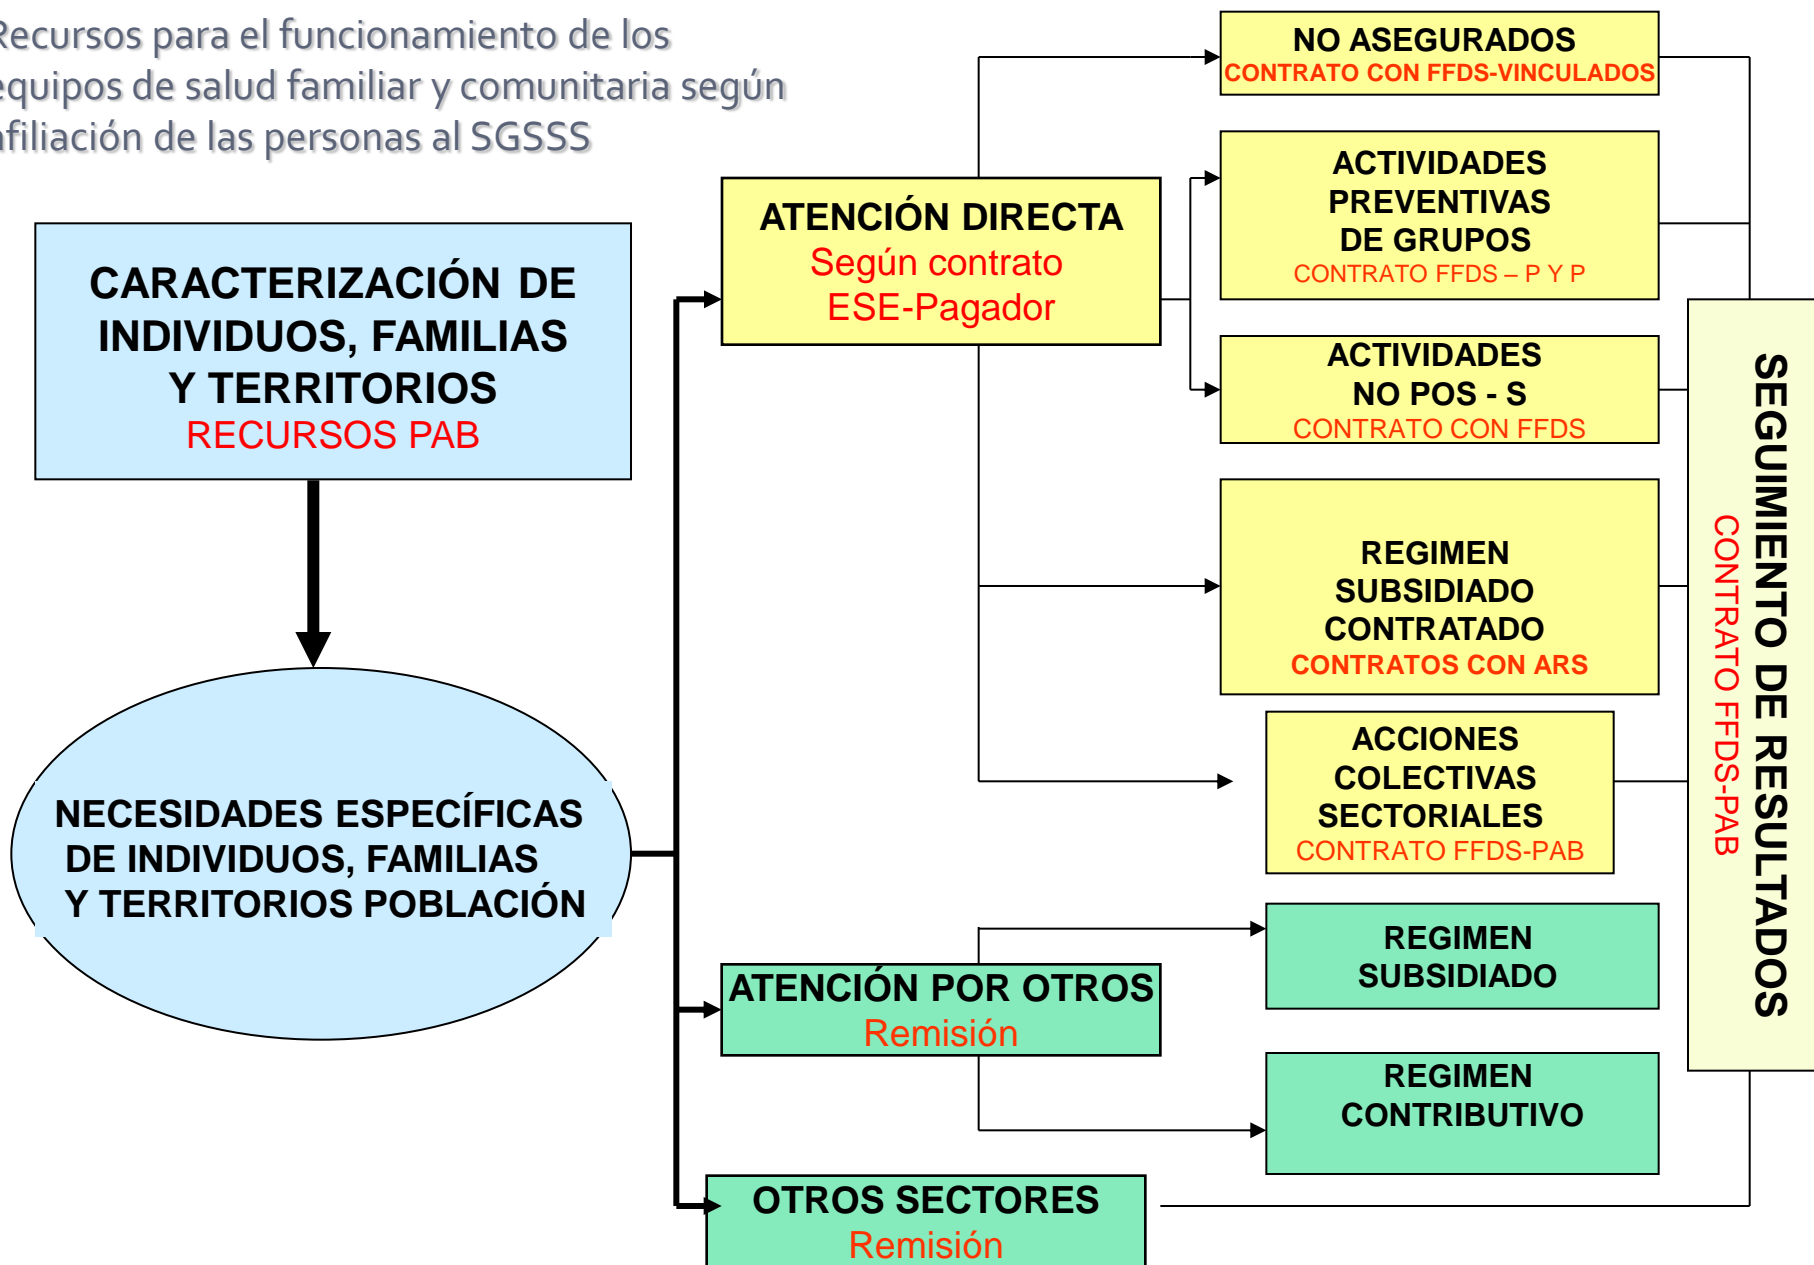 Recursos para el funcionamiento de los
equipos de salud familiar y comunitaria según
afiliación de las personas al SGSSS
CARACTERIZACIÓN DE
INDIVIDUOS, FAMILIAS
Y TERRITORIOS
RECURSOS PAB
NECESIDADES ESPECÍFICAS
DE INDIVIDUOS, FAMILIAS
Y TERRITORIOS POBLACIÓN
ATENCIÓN DIRECTA
Según contrato
ESE-Pagador
NO ASEGURADOS
CONTRATO CON FFDS-VINCULADOS
ACTIVIDADES
PREVENTIVAS
DE GRUPOS
CONTRATO FFDS – P Y P
ACTIVIDADES
NO POS - S
CONTRATO CON FFDS
REGIMEN
SUBSIDIADO
CONTRATADO
CONTRATOS CON ARS
ACCIONES
COLECTIVAS
SECTORIALES
CONTRATO FFDS-PAB
ATENCIÓN POR OTROS
Remisión
REGIMEN
SUBSIDIADO
REGIMEN
CONTRIBUTIVO
OTROS SECTORES
Remisión
SEGUIMIENTO DE RESULTADOS
CONTRATO FFDS-PAB